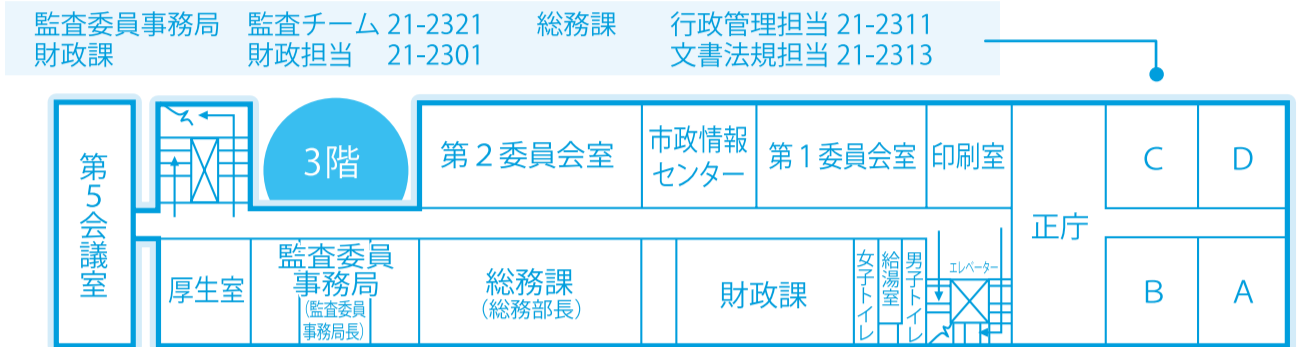 監査委員事務局 監査チーム 21-2321 総務課 行政管理担当 21-2311
財政課 財政担当 21-2301 文書法規担当 21-2313
3階
第5会議室
第2委員会室
市政情報
センター
第1委員会室
印刷室
正庁
C
D
厚生室
監査委員
事務局
(監査委員
事務局長)
総務課
(総務部長)
財政課
女子トイレ
給湯室
男子トイレ
エレベーター
B
A